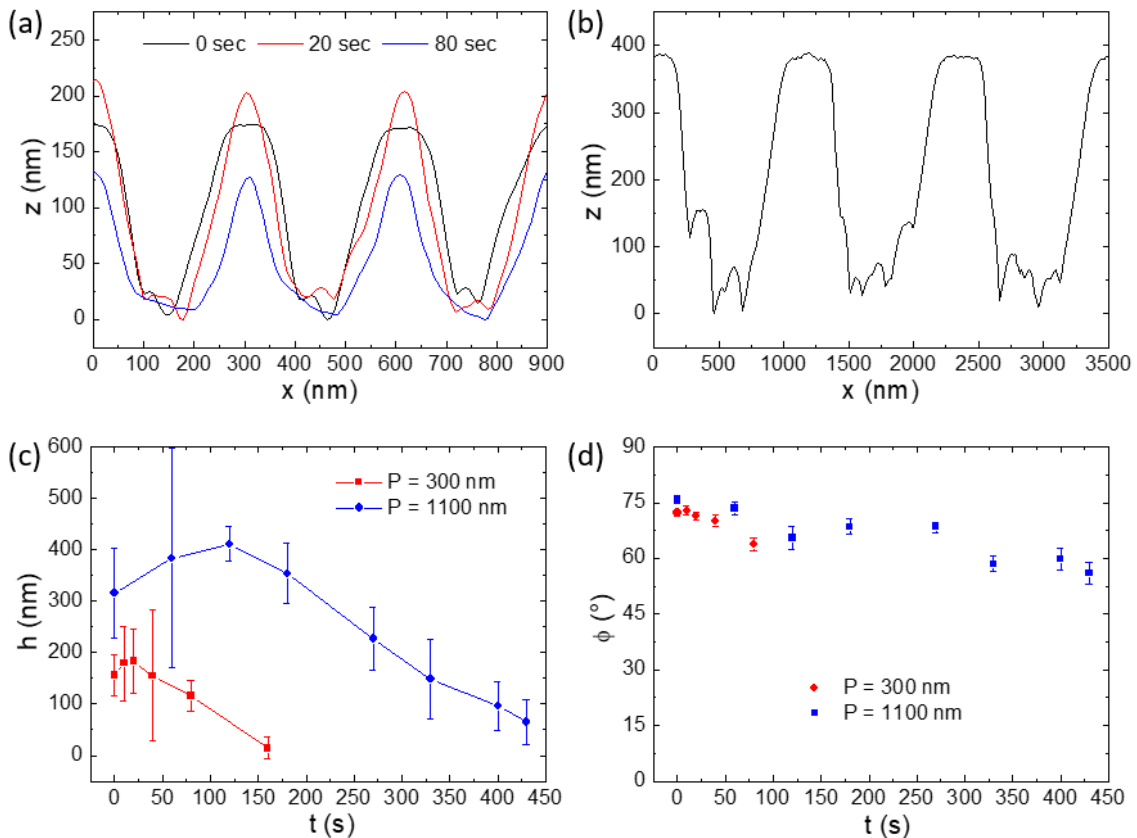 (a)
250
200
150
100
50
0
z (nm)
0 sec
20 sec
80 sec
0 100 200 300 400 500 600 700 800 900
x (nm)
(b)
400
300
200
100
0
z (nm)
0 500 1000 1500 2000 2500 3000 3500
x (nm)
(c)
600
500
400
300
200
100
0
h (nm)
P = 300 nm
P = 1100 nm
0 50 100 150 200 250 300 350 400 450
t (s)
(d)
90
75
60
45
30
15
0
ϕ (°)
P = 300 nm
P = 1100 nm
0 50 100 150 200 250 300 350 400 450
t (s)